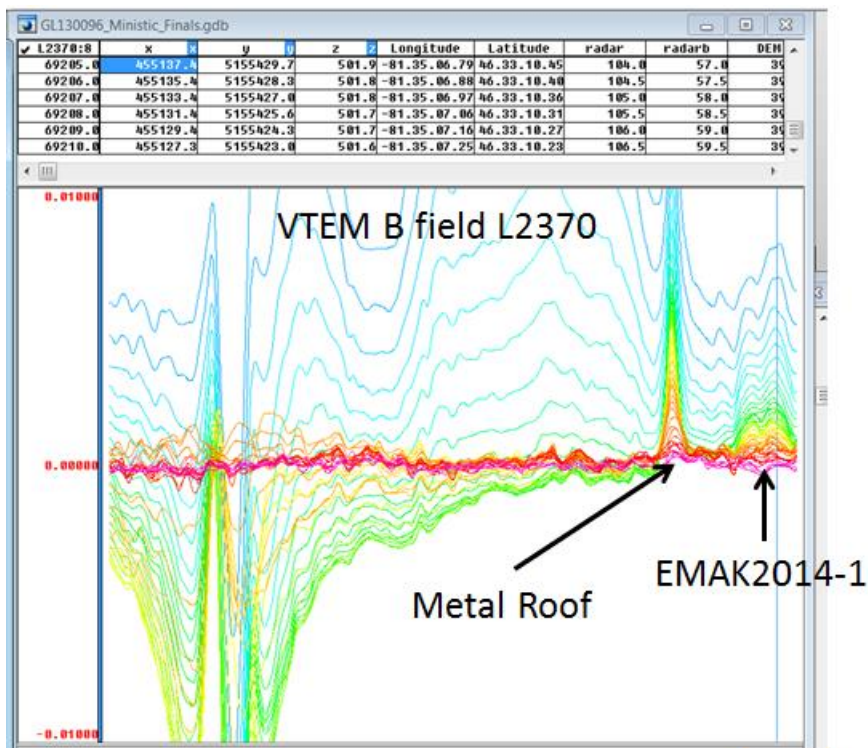 GL130096_Ministic_Finals.gdb
✓ L2370:8 x x y y z z Longitude Latitude radar radarb DEM
69205.0 455137.4 5155429.7 501.9 -81.35.06.79 46.33.10.45 104.0 57.0 39
69206.0 455135.4 5155428.3 501.8 -81.35.06.88 46.33.10.40 104.5 57.5 39
69207.0 455133.4 5155427.0 501.8 -81.35.06.97 46.33.10.36 105.0 58.0 39
69208.0 455131.4 5155425.6 501.7 -81.35.07.06 46.33.10.31 105.5 58.5 39
69209.0 455129.4 5155424.3 501.7 -81.35.07.16 46.33.10.27 106.0 59.0 39
69210.0 455127.3 5155423.0 501.6 -81.35.07.25 46.33.10.23 106.5 59.5 39
0.01000
VTEM B field L2370
0.00000
EMAK2014-1
Metal Roof
-0.01000